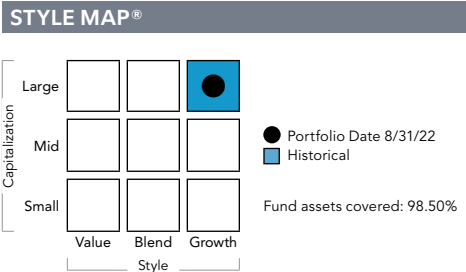 STYLE MAP®
Large
Mid
Small
Capitalization
Value Blend Growth
Style
Portfolio Date 8/31/22
Historical
Fund assets covered: 98.50%